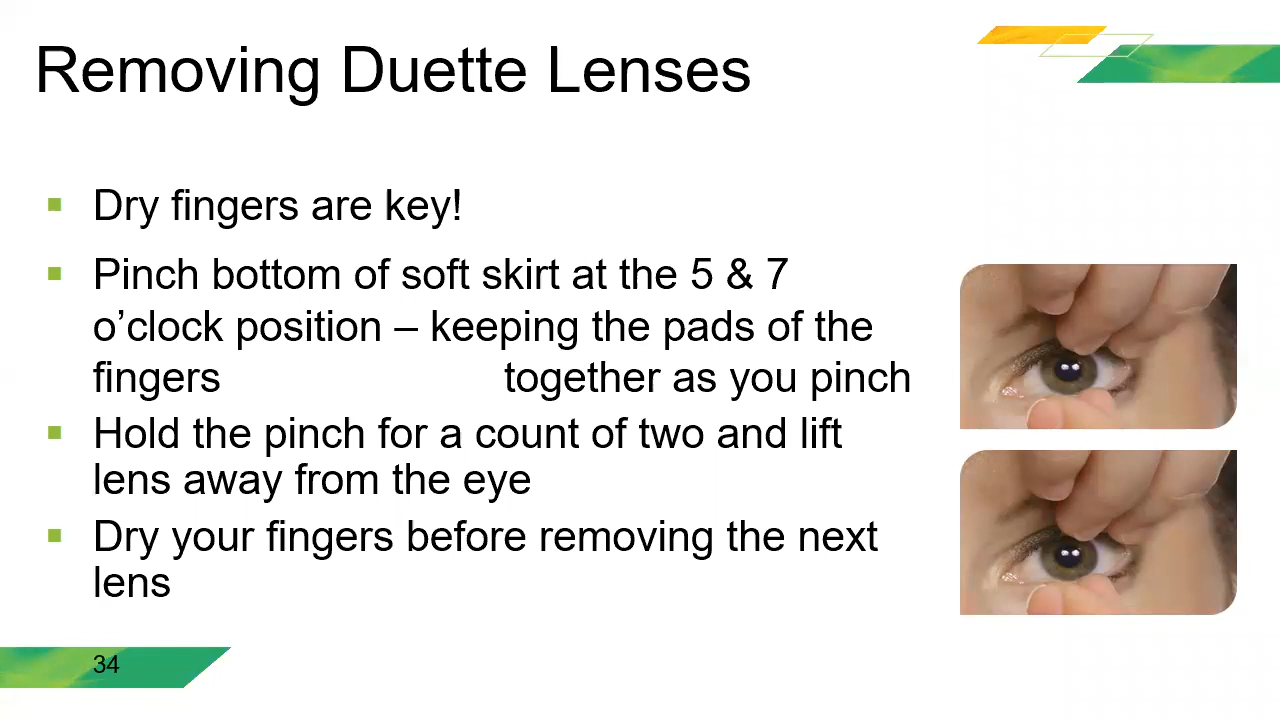 Removing Duette Lenses
Dry fingers are key!
Pinch bottom of soft skirt at the 5 & 7
o’clock position – keeping the pads of the
fingers together as you pinch
Hold the pinch for a count of two and lift
lens away from the eye
Dry your fingers before removing the next
lens
34